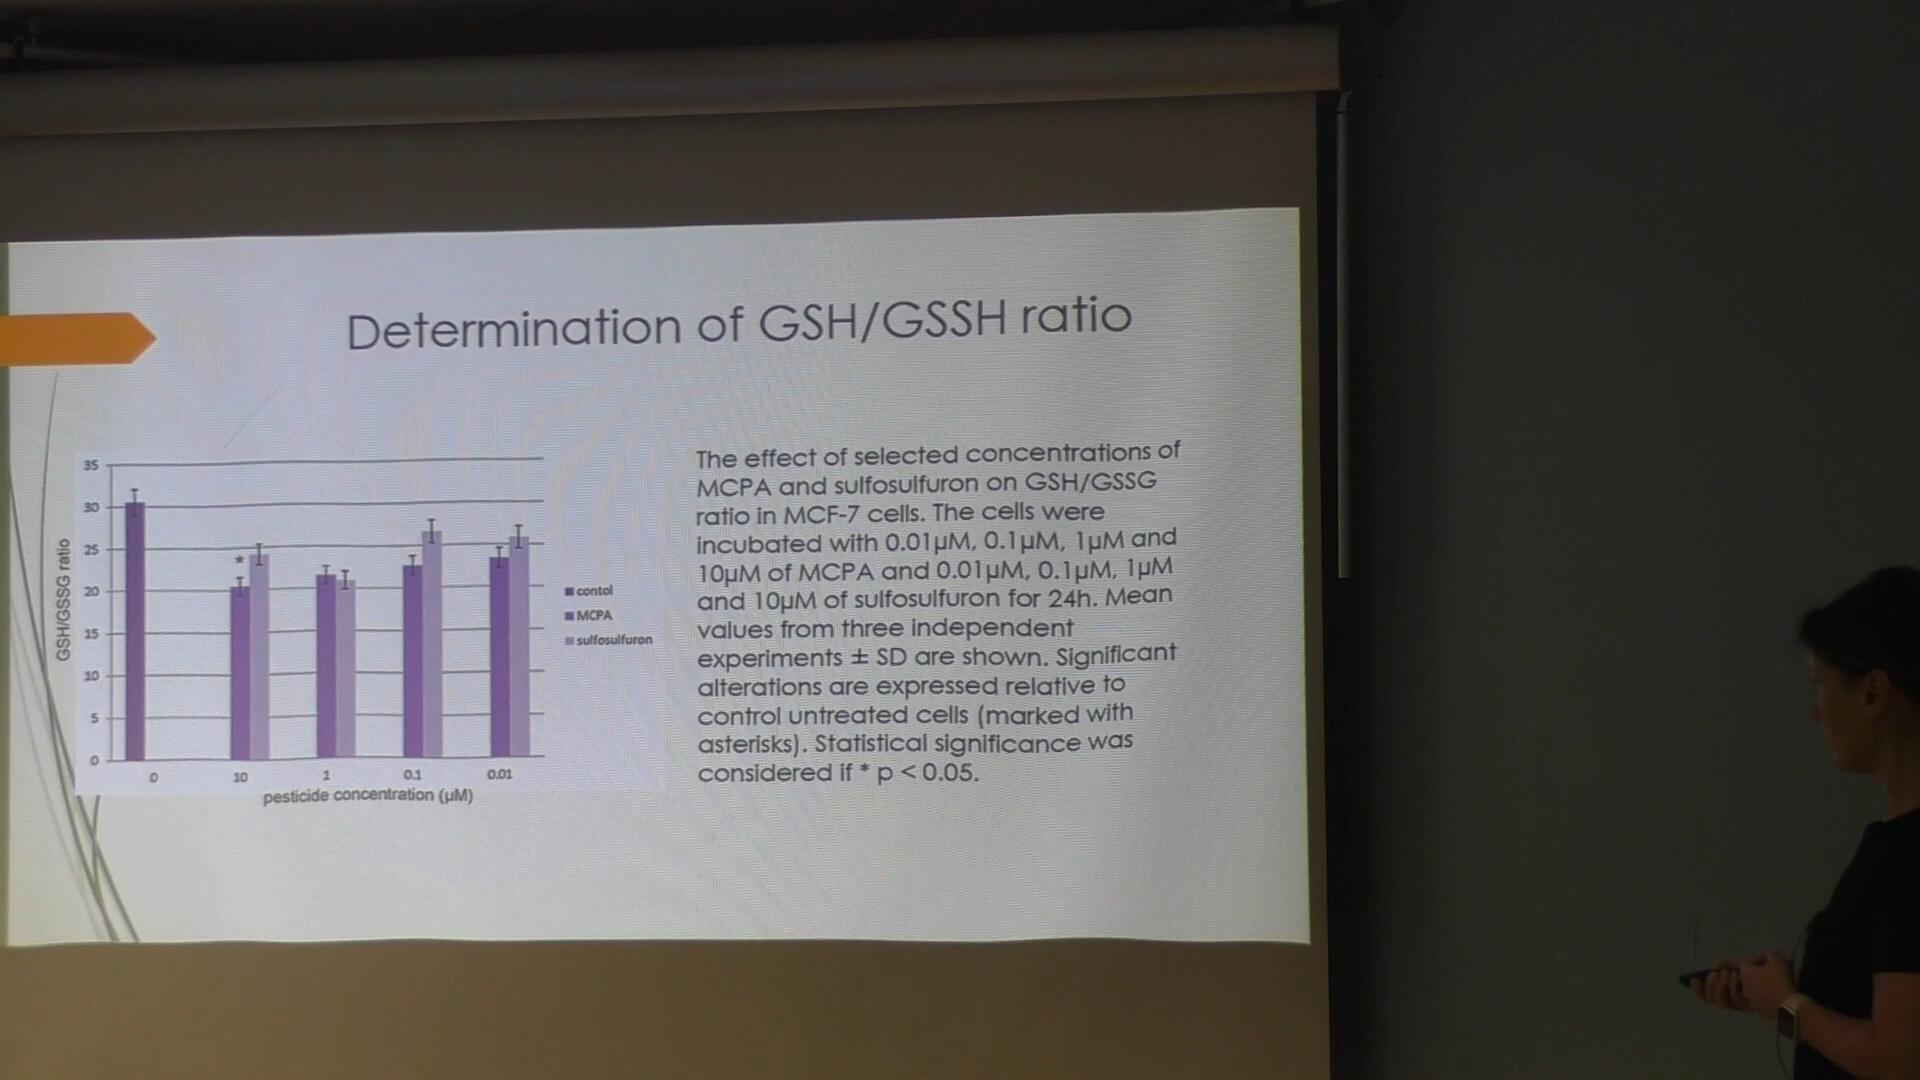 Determination of GSH/GSSH ratio
35
30
25
20
15
10
5
0
GSH/GSSG ratio
*
0 10 1 0.1 0.01
pesticide concentration (µM)
contol
MCPA
sulfosulfuron
The effect of selected concentrations of
MCPA and sulfosulfuron on GSH/GSSG
ratio in MCF-7 cells. The cells were
incubated with 0.01µM, 0.1µM, 1µM and
10µM of MCPA and 0.01µM, 0.1µM, 1µM
and 10µM of sulfosulfuron for 24h. Mean
values from three independent
experiments ± SD are shown. Significant
alterations are expressed relative to
control untreated cells (marked with
asterisks). Statistical significance was
considered if * p < 0.05.